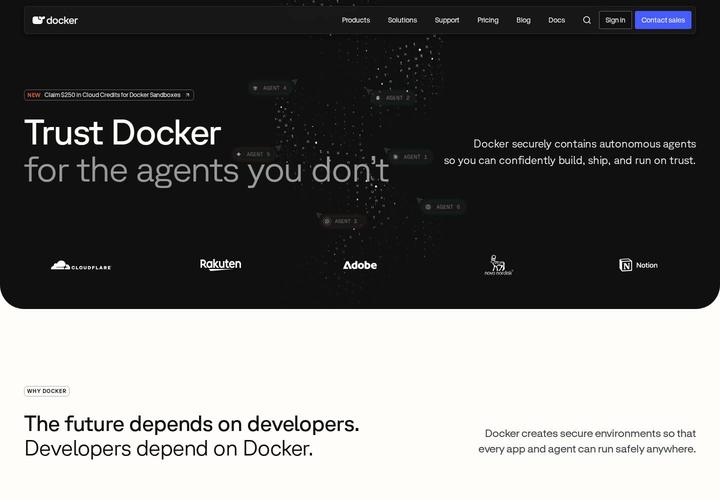 docker
Products Solutions Support Pricing Blog Docs Sign in Contact sales
NEW Claim $250 in Cloud Credits for Docker Sandboxes
AGENT 4
AGENT 2
Trust Docker
for the agents you don't
AGENT 5
AGENT 1
Docker securely contains autonomous agents
so you can confidently build, ship, and run on trust.
AGENT 6
AGENT 3
CLOUDFLARE
Rakuten
Adobe
novo nordisk
Notion
WHY DOCKER
The future depends on developers.
Developers depend on Docker.
Docker creates secure environments so that
every app and agent can run safely anywhere.